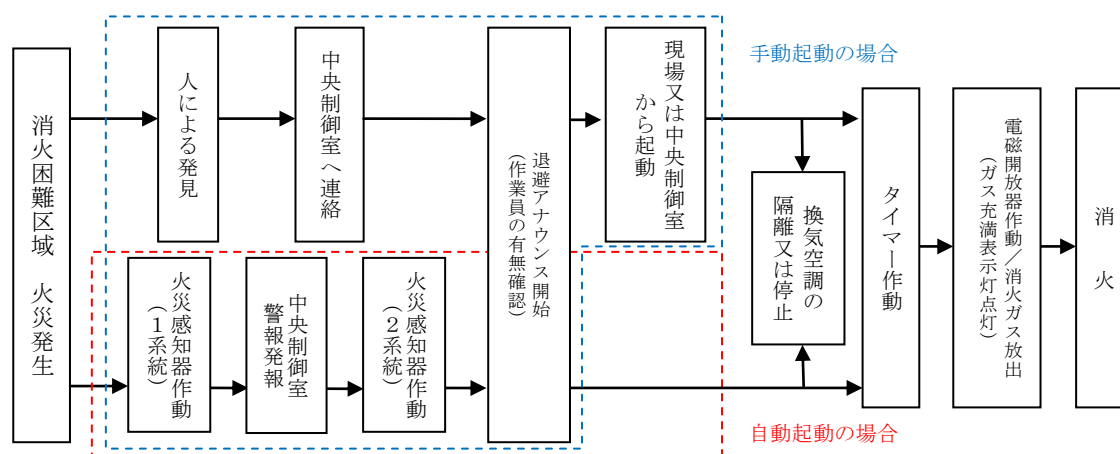 消火困難区域　火災発生
人による発見
中央制御室へ連絡
退避アナウンス開始
（作業員の有無確認）
現場又は中央制御室
から起動
手動起動の場合
火災感知器作動
（１系統）
中央制御室
警報発報
火災感知器作動
（２系統）
自動起動の場合
換気空調の
隔離又は停止
タイマー作動
電磁開放器作動／消火ガス放出
（ガス充満表示灯点灯）
消　火